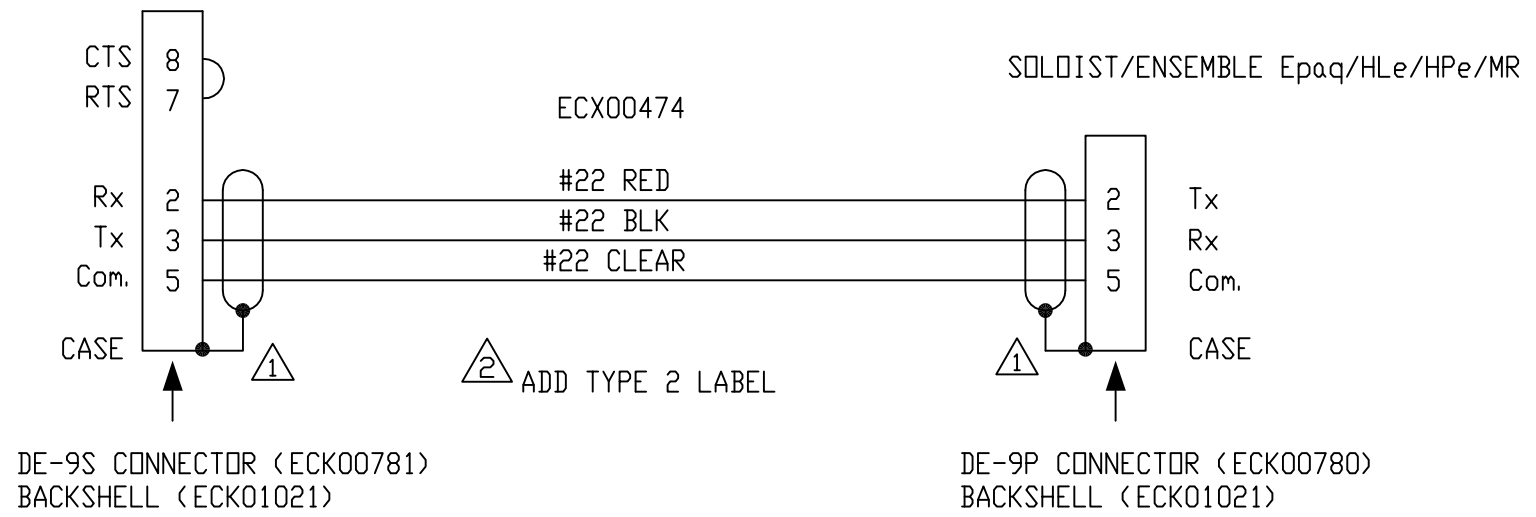 CTS 8
RTS 7
SOLOIST/ENSEMBLE Epaq/HLe/HPe/MR
ECX00474
#22 RED
Rx 2 2 Tx
#22 BLK
Tx 3 3 Rx
#22 CLEAR
Com. 5 5 Com.
CASE CASE
1 1
2 ADD TYPE 2 LABEL
DE-9S CONNECTOR (ECK00781)
BACKSHELL (ECK01021)
DE-9P CONNECTOR (ECK00780)
BACKSHELL (ECK01021)